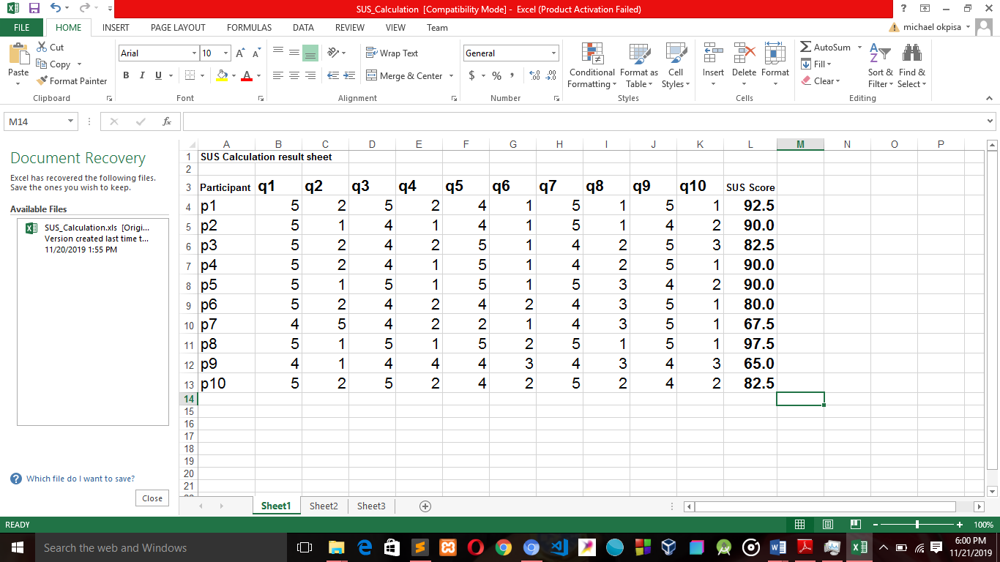 SUS_Calculation [Compatibility Mode] - Excel (Product Activation Failed)
FILE HOME INSERT PAGE LAYOUT FORMULAS DATA REVIEW VIEW Team michael okpisa
Cut
Copy
Format Painter
Paste
Clipboard
Arial 10
B I U
Font
Wrap Text
Merge & Center
Alignment
General
$ % ,
Number
Conditional Formatting
Format as Table
Cell Styles
Styles
Insert Delete Format
Cells
AutoSum
Fill
Clear
Sort & Filter
Find & Select
Editing
M14 fx
Document Recovery
Excel has recovered the following files.
Save the ones you wish to keep.
Available Files
SUS_Calculation.xls [Origi...
Version created last time t...
11/20/2019 1:55 PM
Which file do I want to save?
Close
A B C D E F G H I J K L M N O P
1 SUS Calculation result sheet
2
3 Participant q1 q2 q3 q4 q5 q6 q7 q8 q9 q10 SUS Score
4 p1 5 2 5 2 4 1 5 1 5 1 92.5
5 p2 5 1 4 1 4 1 5 1 4 2 90.0
6 p3 5 2 4 2 5 1 4 2 5 3 82.5
7 p4 5 2 4 1 5 1 4 2 5 1 90.0
8 p5 5 1 5 1 5 1 5 3 4 2 90.0
9 p6 5 2 4 2 4 2 4 3 5 1 80.0
10 p7 4 5 4 2 2 1 4 3 5 1 67.5
11 p8 5 1 5 1 5 2 5 1 5 1 97.5
12 p9 4 1 4 4 4 3 4 3 4 3 65.0
13 p10 5 2 5 2 4 2 5 2 4 2 82.5
14
15
16
17
18
19
20
21
Sheet1 Sheet2 Sheet3
READY 100%
Search the web and Windows
6:00 PM
11/21/2019